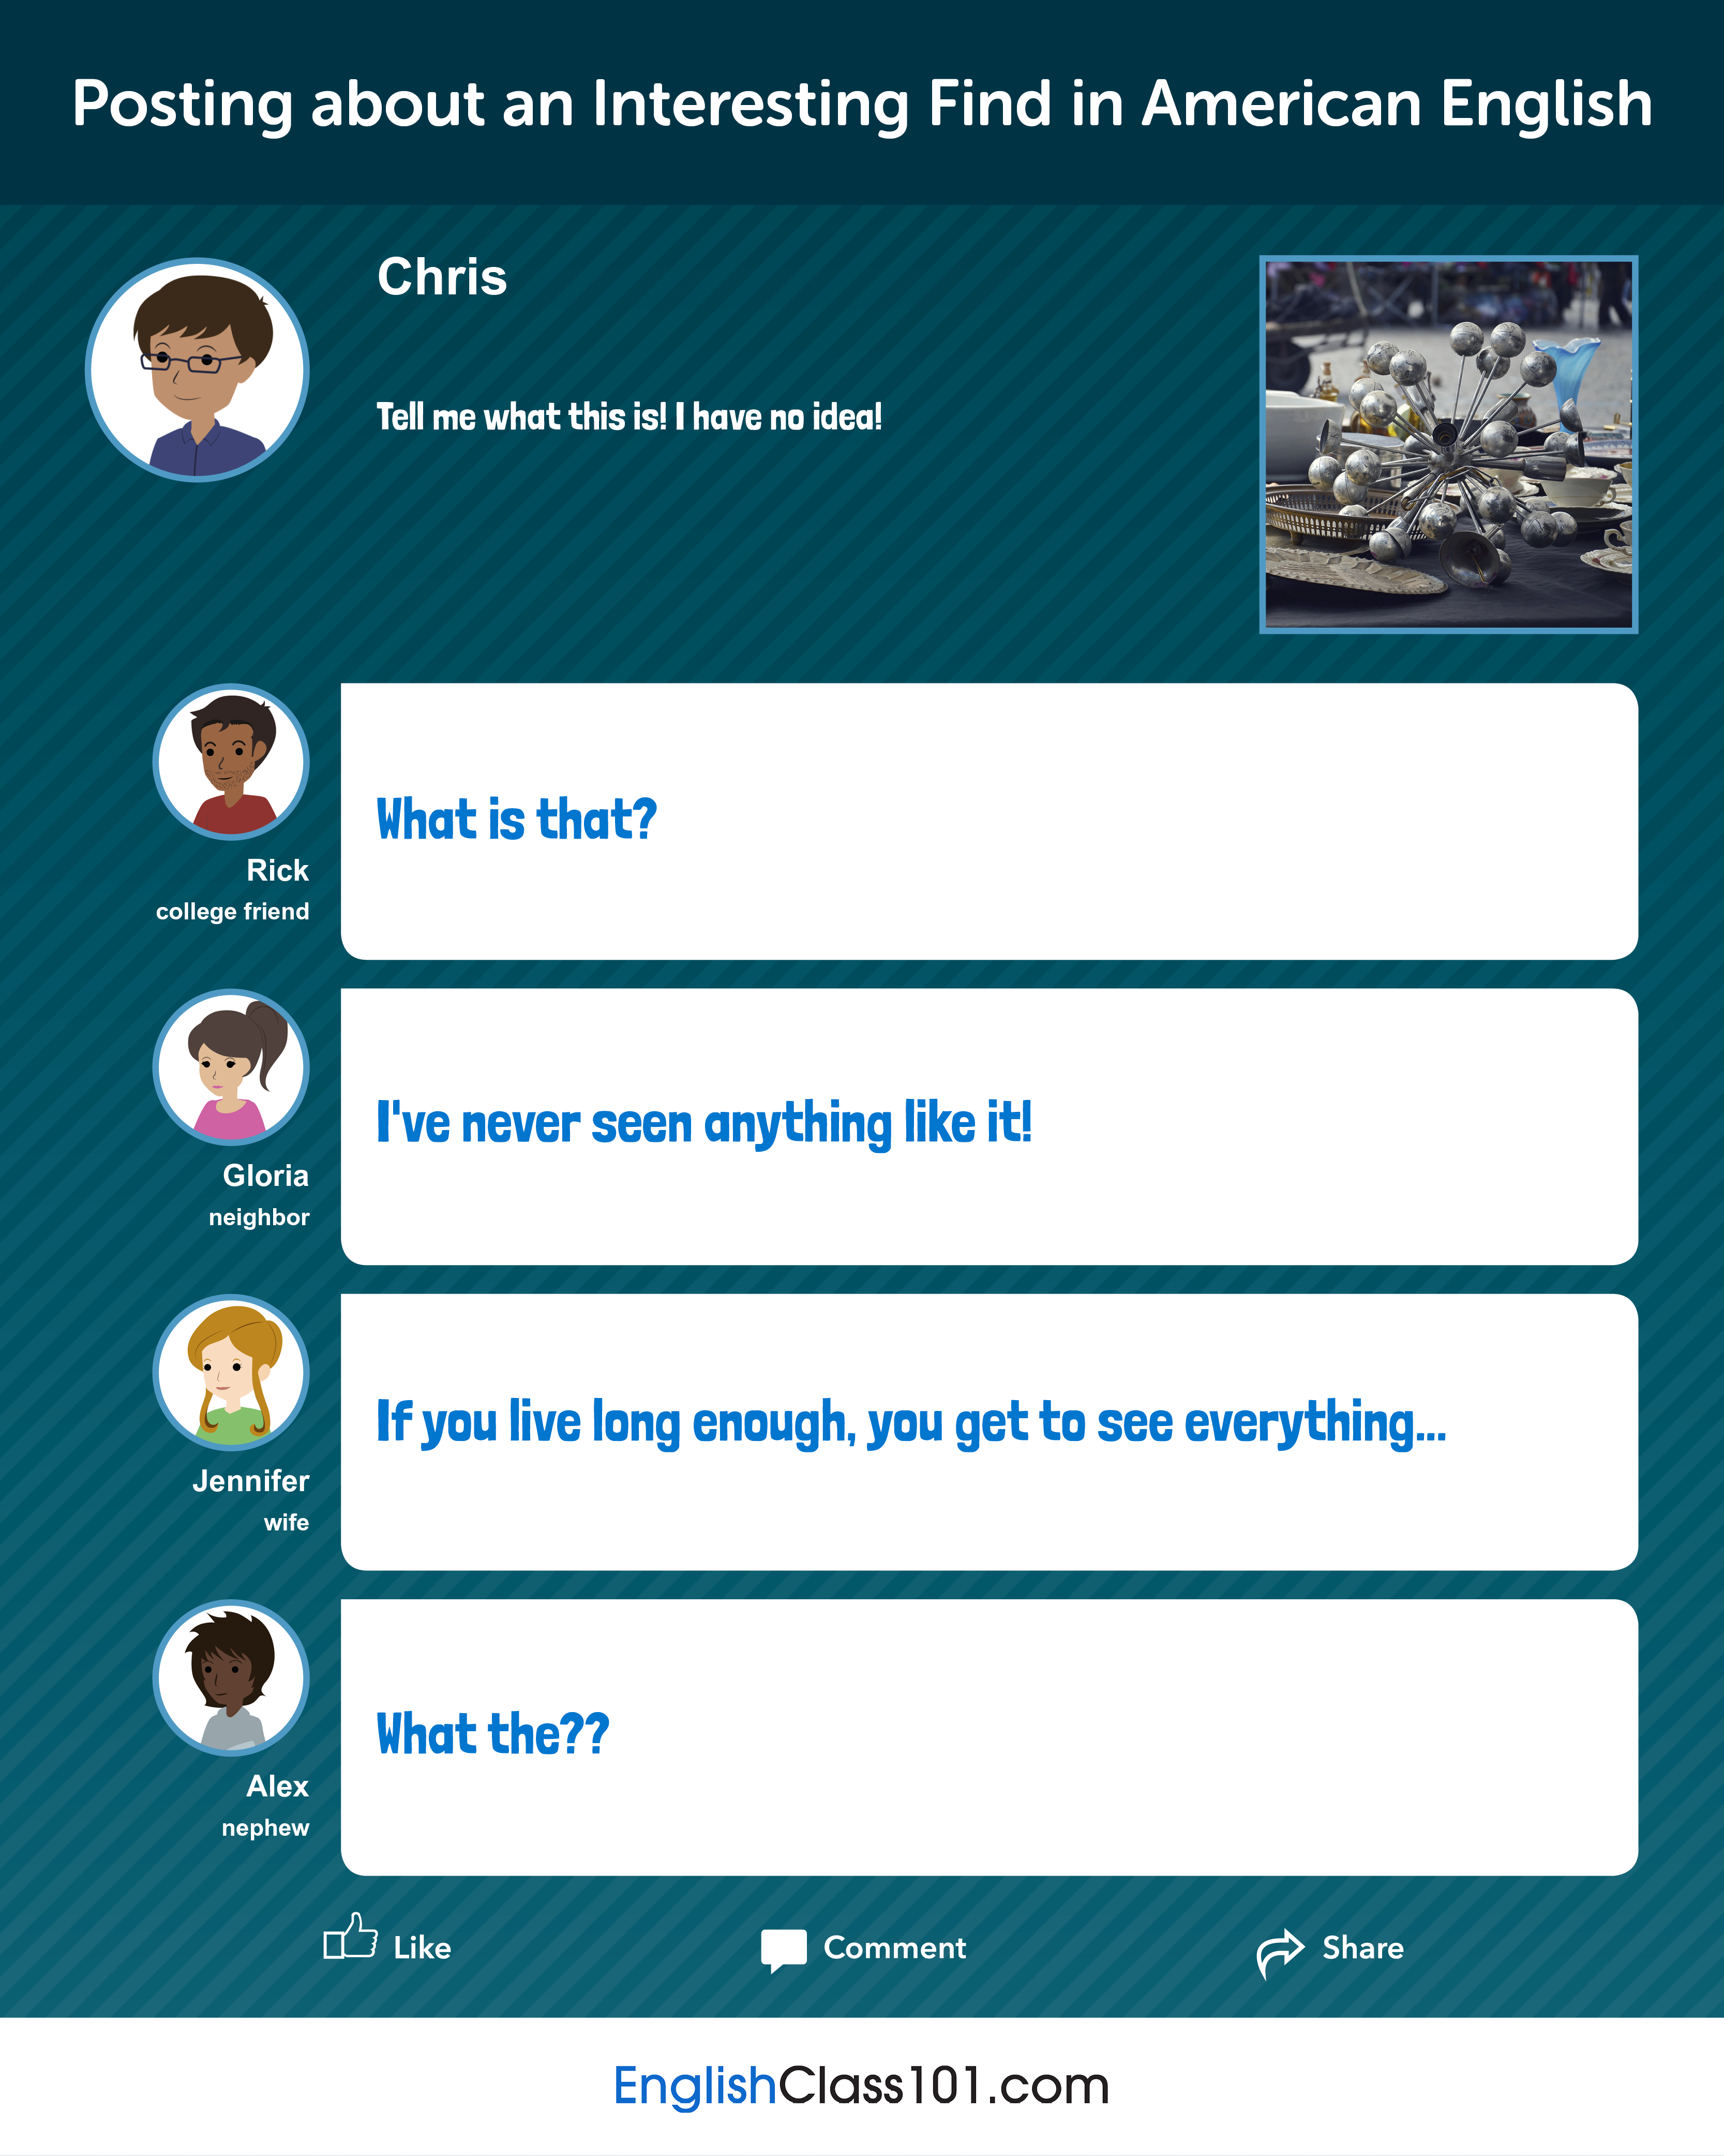 Posting about an Interesting Find in American English
Chris
Tell me what this is! I have no idea!
What is that?
Rick
college friend
I've never seen anything like it!
Gloria
neighbor
If you live long enough, you get to see everything...
Jennifer
wife
What the??
Alex
nephew
Like
Comment
Share
EnglishClass101.com